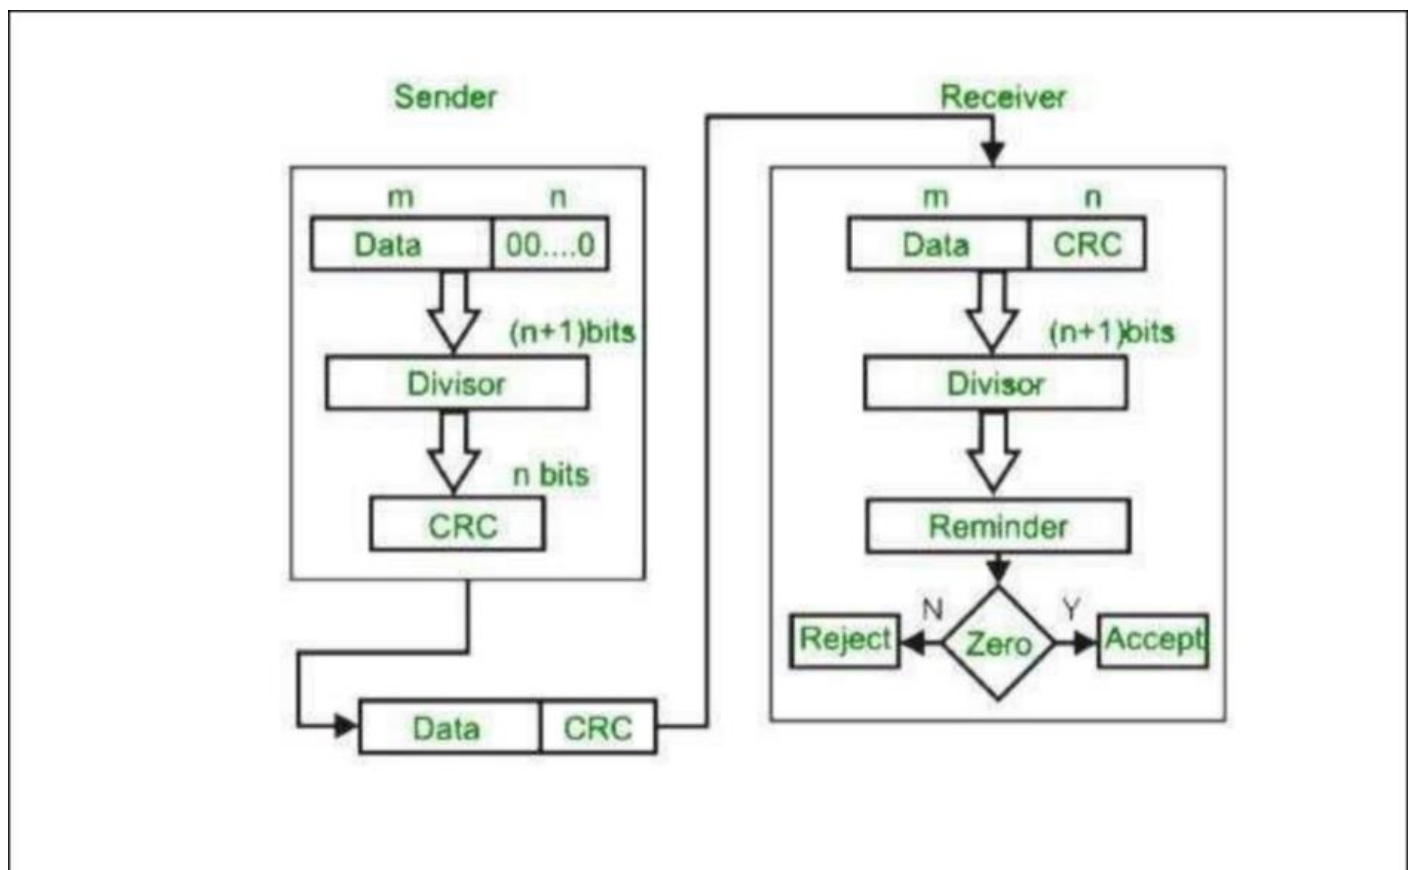 Sender
m n
Data 00....0
(n+1)bits
Divisor
n bits
CRC
Data CRC
Receiver
m n
Data CRC
(n+1)bits
Divisor
Reminder
N Y
Reject Zero Accept